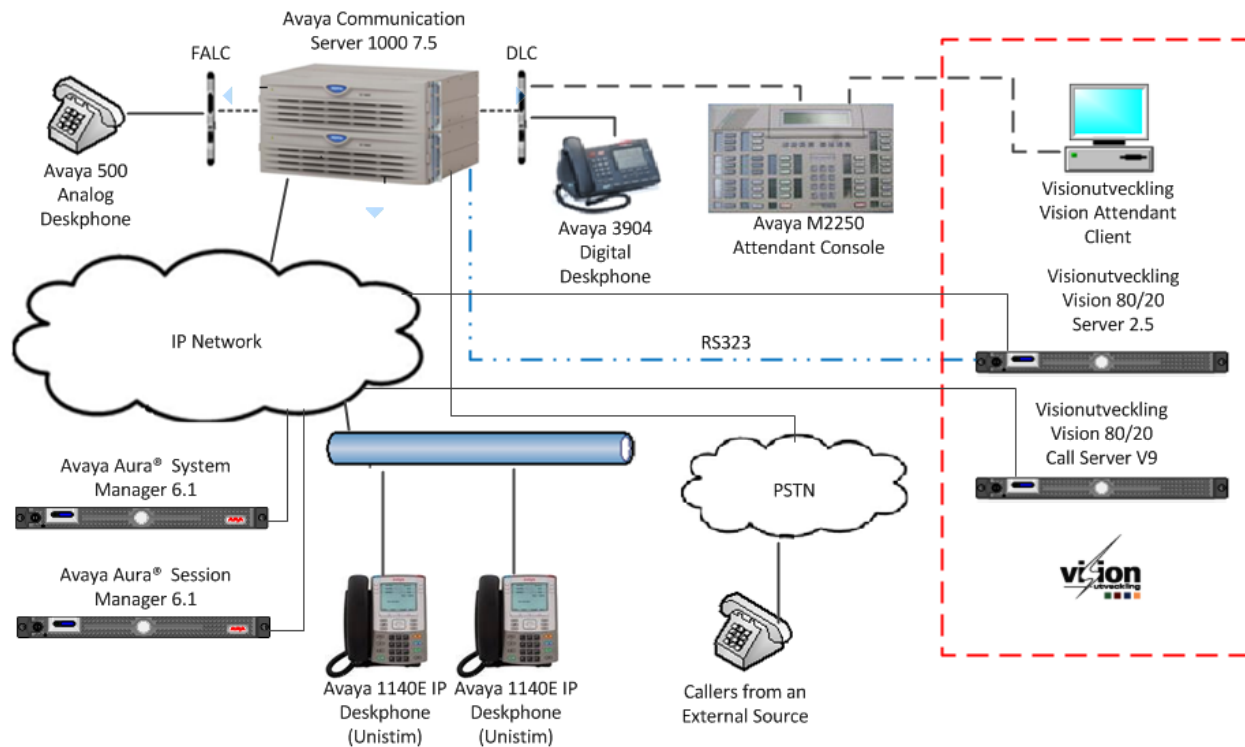 Avaya Communication
Server 1000 7.5
FALC
DLC
Avaya 500
Analog
Deskphone
Avaya 3904
Digital
Deskphone
Avaya M2250
Attendant Console
Visionutveckling
Vision Attendant
Client
Visionutveckling
Vision 80/20
Server 2.5
IP Network
RS323
Visionutveckling
Vision 80/20
Call Server V9
Avaya Aura® System
Manager 6.1
AVAYA
PSTN
Avaya Aura® Session
Manager 6.1
AVAYA
vision
utveckling
Avaya 1140E IP
Deskphone
(Unistim)
Avaya 1140E IP
Deskphone
(Unistim)
Callers from an
External Source